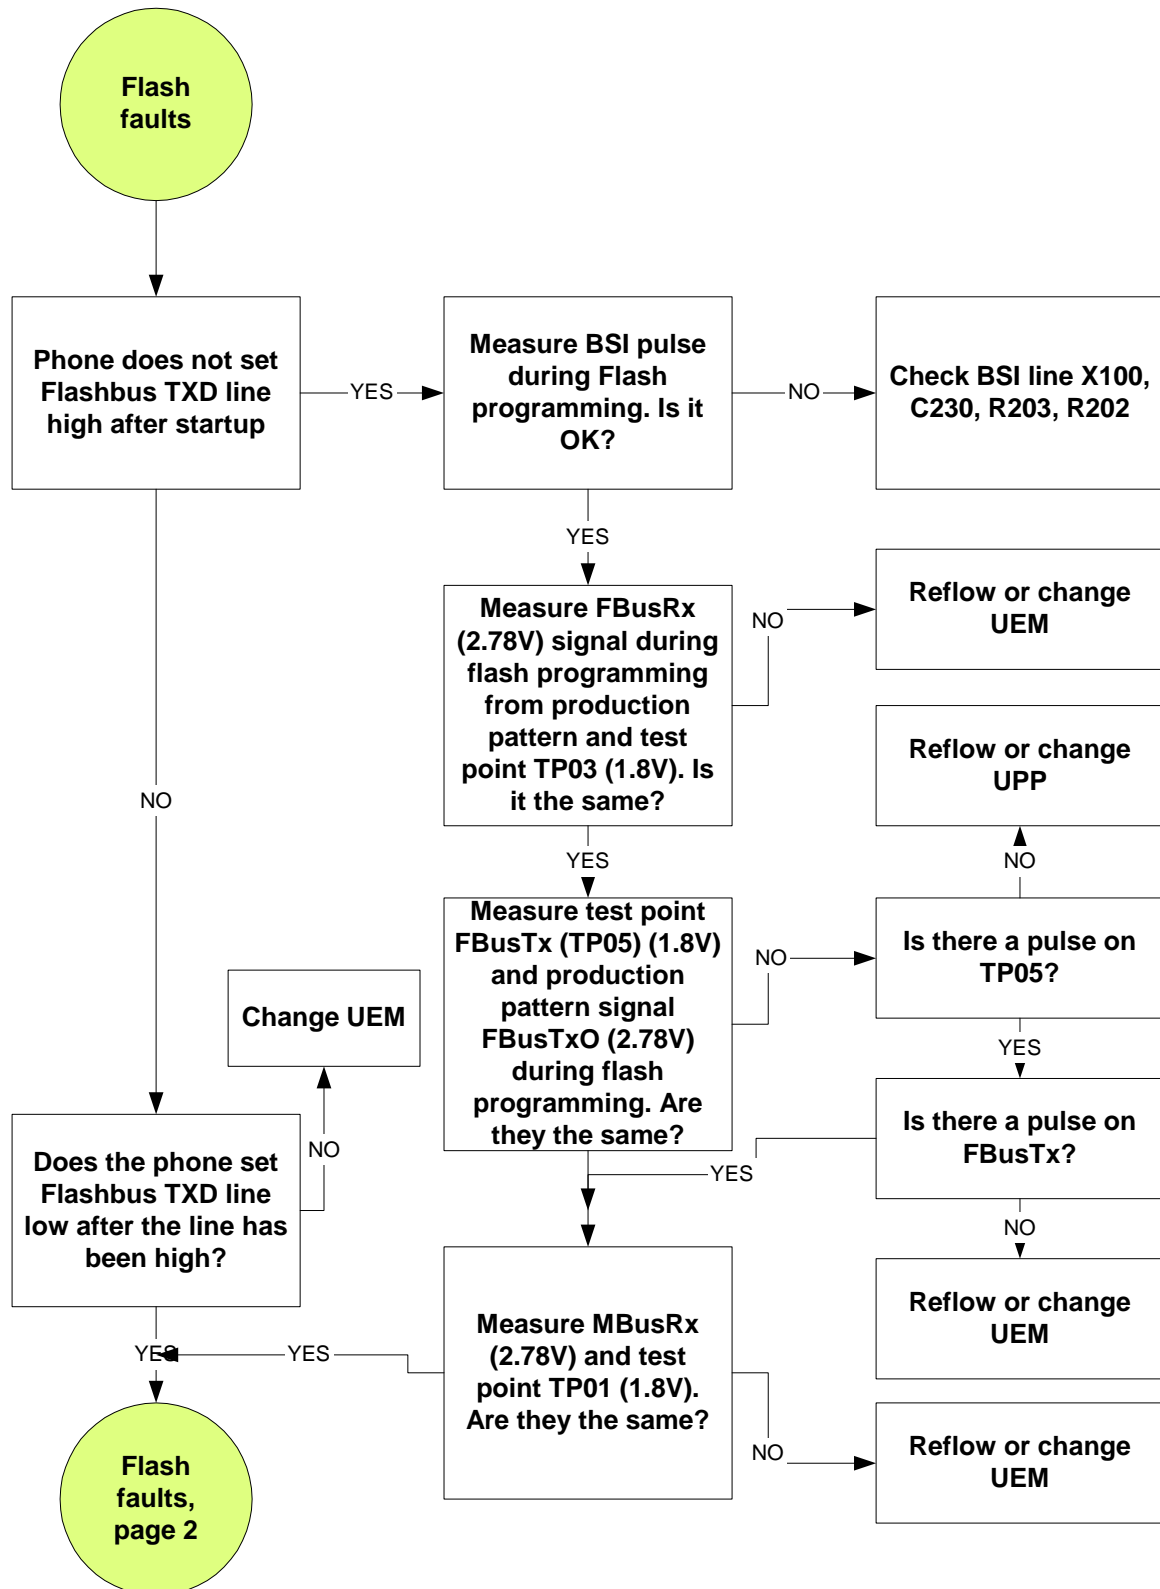 Flash
faults
Phone does not set
Flashbus TXD line
high after startup
YES
Measure BSI pulse
during Flash
programming. Is it
OK?
NO
Check BSI line X100,
C230, R203, R202
YES
Measure FBusRx
(2.78V) signal during
flash programming
from production
pattern and test
point TP03 (1.8V). Is
it the same?
NO
Reflow or change
UEM
Reflow or change
UPP
NO
YES
NO
Measure test point
FBusTx (TP05) (1.8V)
and production
pattern signal
FBusTxO (2.78V)
during flash
programming. Are
they the same?
NO
Is there a pulse on
TP05?
YES
Change UEM
NO
Is there a pulse on
FBusTx?
YES
NO
Does the phone set
Flashbus TXD line
low after the line has
been high?
Reflow or change
UEM
Measure MBusRx
(2.78V) and test
point TP01 (1.8V).
Are they the same?
YES
YES
NO
Reflow or change
UEM
Flash
faults,
page 2